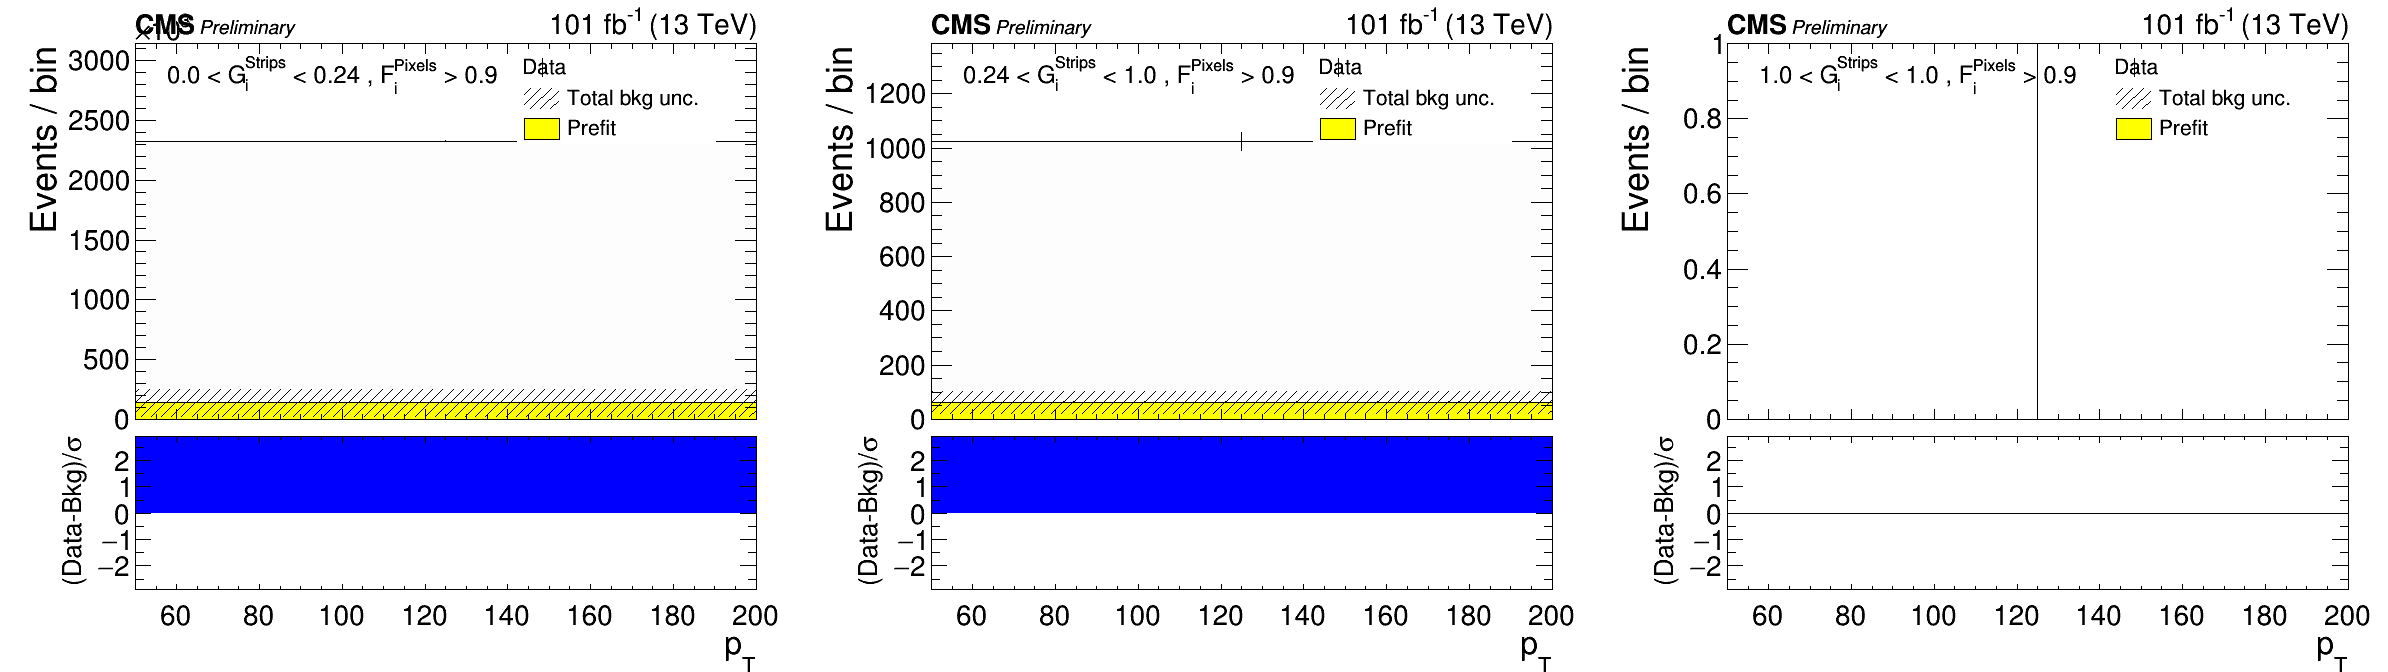 CMS Preliminary 101 fb-1 (13 TeV)
Events / bin
3000
2500
2000
1500
1000
500
0
0.0 < GiStrips < 0.24 , FiPixels > 0.9
Data
Total bkg unc.
Prefit
(Data-Bkg)/σ
2
1
0
−1
−2
60 80 100 120 140 160 180 200
pT
CMS Preliminary 101 fb-1 (13 TeV)
Events / bin
1200
1000
800
600
400
200
0
0.24 < GiStrips < 1.0 , FiPixels > 0.9
Data
Total bkg unc.
Prefit
(Data-Bkg)/σ
2
1
0
−1
−2
60 80 100 120 140 160 180 200
pT
CMS Preliminary 101 fb-1 (13 TeV)
Events / bin
1
0.8
0.6
0.4
0.2
0
1.0 < GiStrips < 1.0 , FiPixels > 0.9
Data
Total bkg unc.
Prefit
(Data-Bkg)/σ
2
1
0
−1
−2
60 80 100 120 140 160 180 200
pT